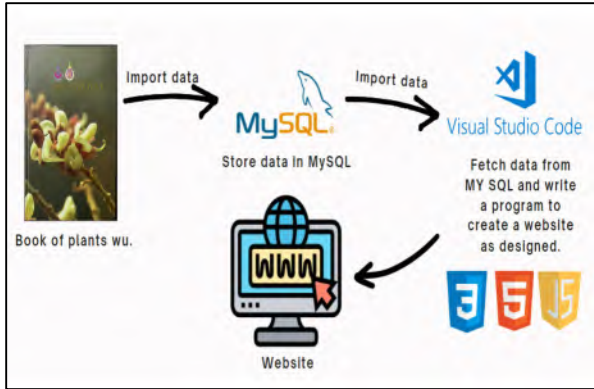 Import data
Import data
MySQL
Visual Studio Code
Store data in MySQL
Fetch data from
MY SQL and write
a program to
create a website
as designed.
Book of plants wu.
WWW
3 5 JS
Website